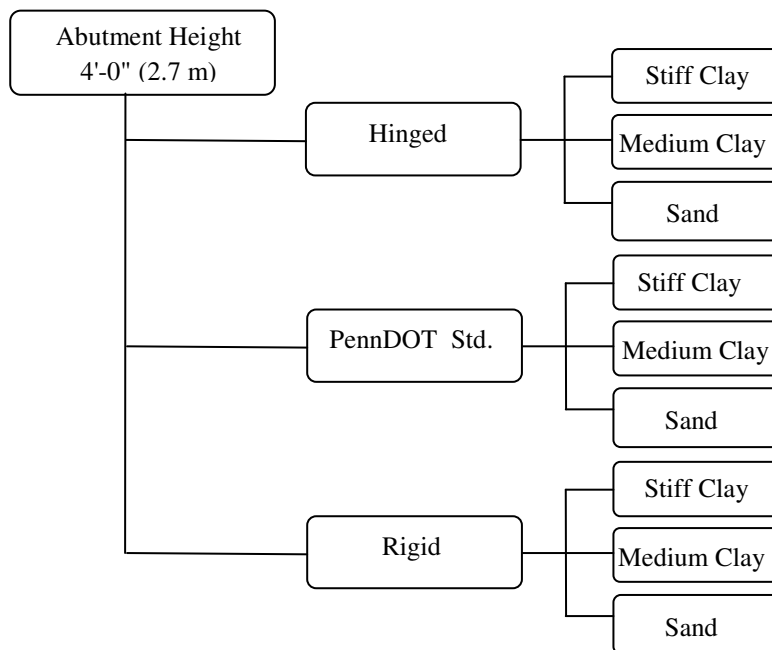 Abutment Height
4'-0" (2.7 m)
Hinged
Stiff Clay
Medium Clay
Sand
PennDOT Std.
Stiff Clay
Medium Clay
Sand
Rigid
Stiff Clay
Medium Clay
Sand